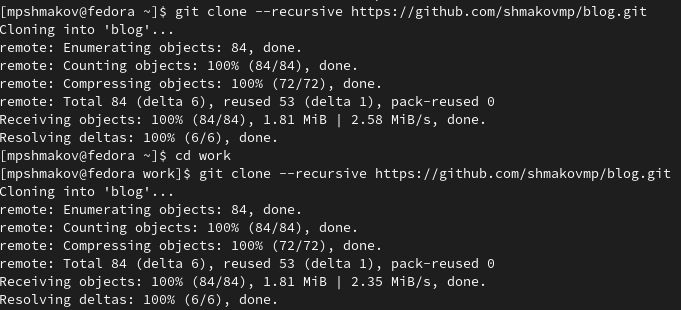 [mpshmakov@fedora ~]$ git clone --recursive https://github.com/shmakovmp/blog.git
Cloning into 'blog'...
remote: Enumerating objects: 84, done.
remote: Counting objects: 100% (84/84), done.
remote: Compressing objects: 100% (72/72), done.
remote: Total 84 (delta 6), reused 53 (delta 1), pack-reused 0
Receiving objects: 100% (84/84), 1.81 MiB | 2.58 MiB/s, done.
Resolving deltas: 100% (6/6), done.
[mpshmakov@fedora ~]$ cd work
[mpshmakov@fedora work]$ git clone --recursive https://github.com/shmakovmp/blog.git
Cloning into 'blog'...
remote: Enumerating objects: 84, done.
remote: Counting objects: 100% (84/84), done.
remote: Compressing objects: 100% (72/72), done.
remote: Total 84 (delta 6), reused 53 (delta 1), pack-reused 0
Receiving objects: 100% (84/84), 1.81 MiB | 2.35 MiB/s, done.
Resolving deltas: 100% (6/6), done.